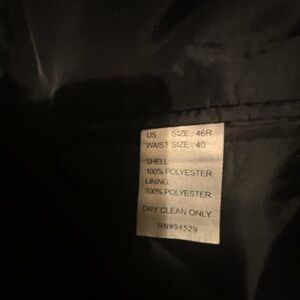 US SIZE : 46R
WAIST SIZE : 40
SHELL:
100% POLYESTER
LINING:
100% POLYESTER
DRY CLEAN ONLY
RN#94529